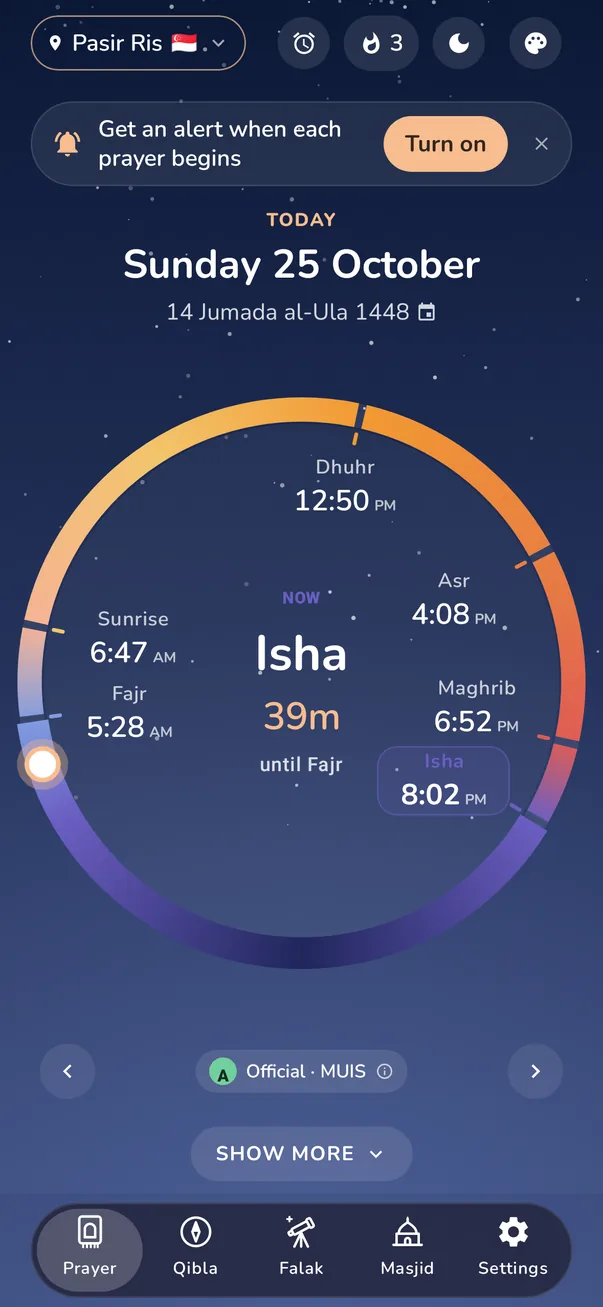 Pasir Ris 🇸🇬
3
Get an alert when each
prayer begins
Turn on
TODAY
Sunday 25 October
14 Jumada al-Ula 1448
Dhuhr
12:50 PM
Asr
4:08 PM
Sunrise
6:47 AM
Fajr
5:28 AM
NOW
Isha
39m
until Fajr
Maghrib
6:52 PM
Isha
8:02 PM
A
Official · MUIS
SHOW MORE
Prayer
Qibla
Falak
Masjid
Settings